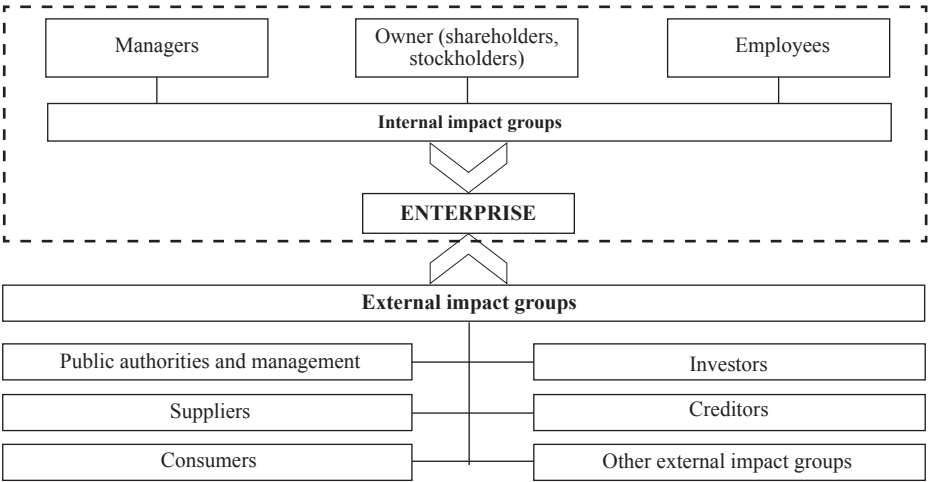 Managers
Owner (shareholders,
stockholders)
Employees
Internal impact groups
ENTERPRISE
External impact groups
Public authorities and management
Investors
Suppliers
Creditors
Consumers
Other external impact groups